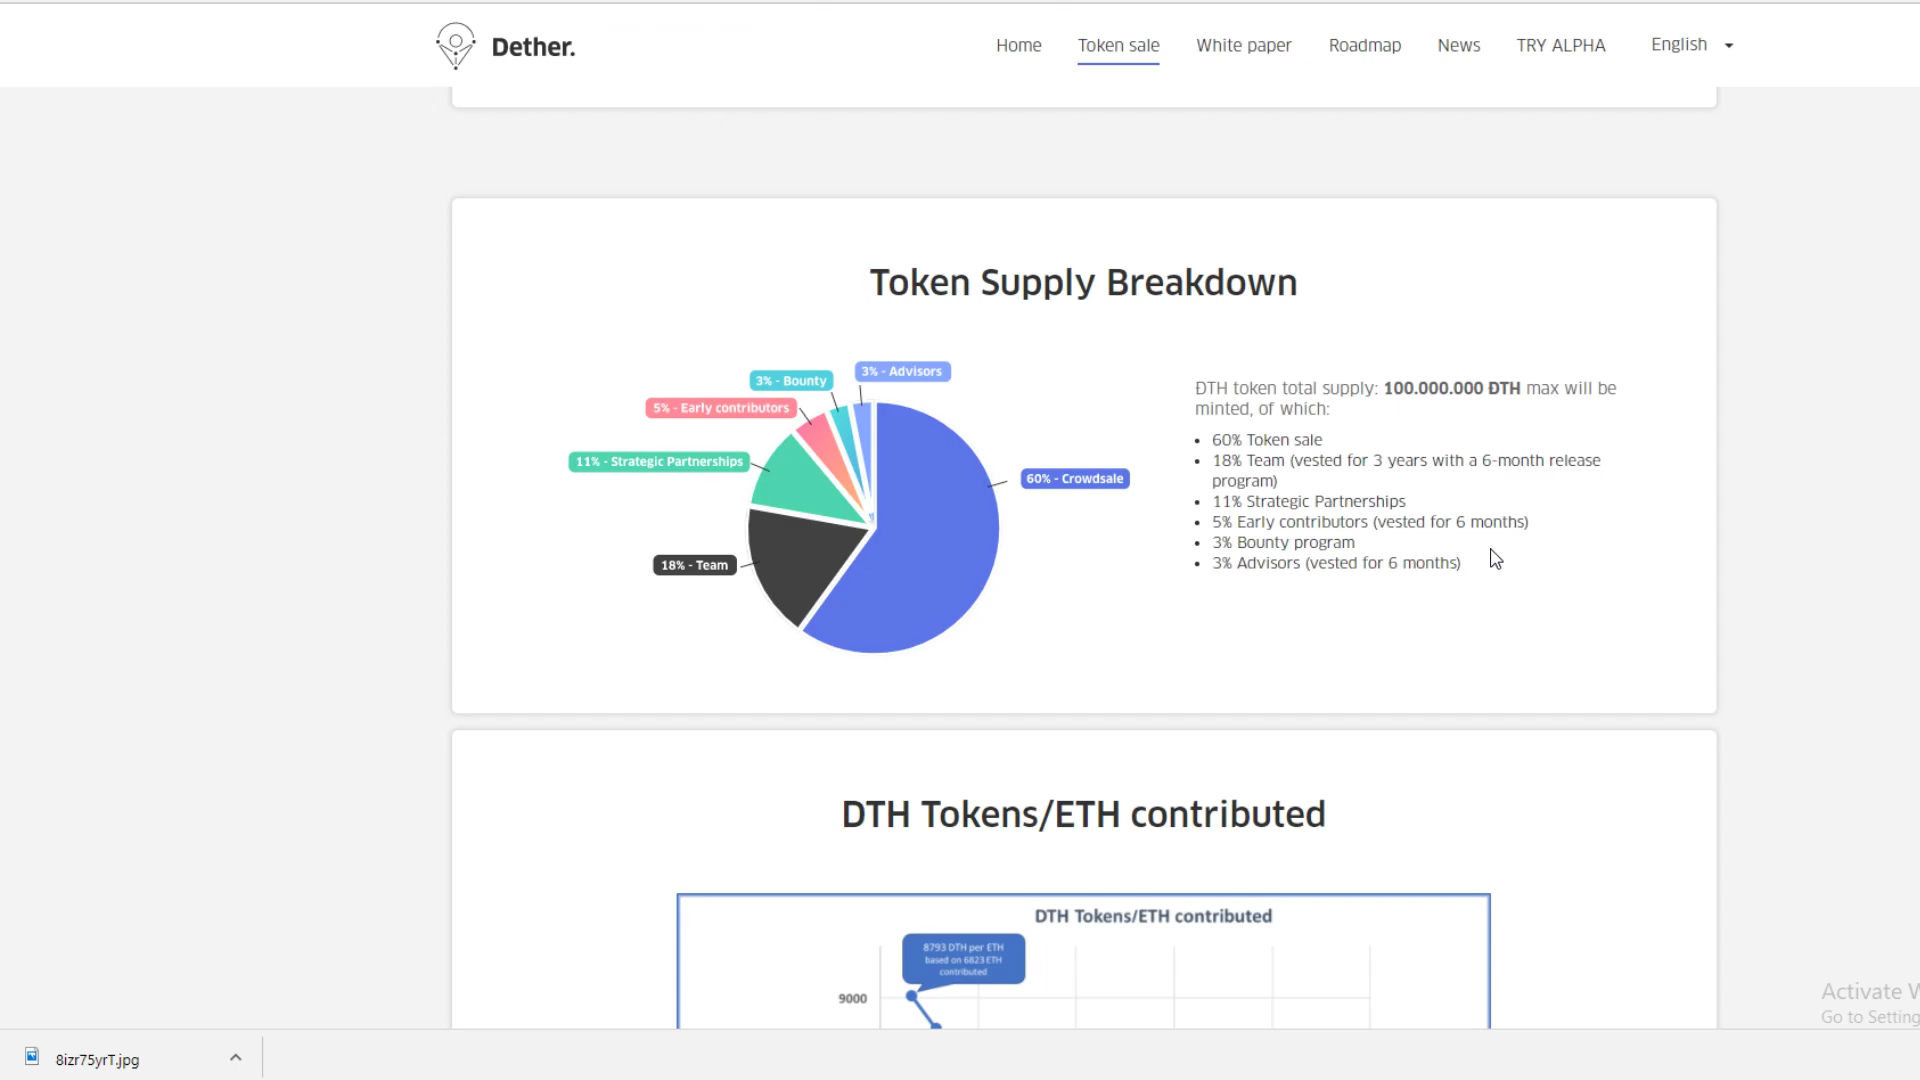 Dether.
Home
Token sale
White paper
Roadmap
News
TRY ALPHA
English
Token Supply Breakdown
3% - Advisors
3% - Bounty
5% - Early contributors
11% - Strategic Partnerships
60% - Crowdsale
18% - Team
ĐTH token total supply: 100.000.000 ĐTH max will be
minted, of which:
• 60% Token sale
• 18% Team (vested for 3 years with a 6-month release
program)
• 11% Strategic Partnerships
• 5% Early contributors (vested for 6 months)
• 3% Bounty program
• 3% Advisors (vested for 6 months)
DTH Tokens/ETH contributed
DTH Tokens/ETH contributed
8793 DTH per ETH
based on 6823 ETH
contributed
9000
Activate
Go to Setting
8izr75yrT.jpg